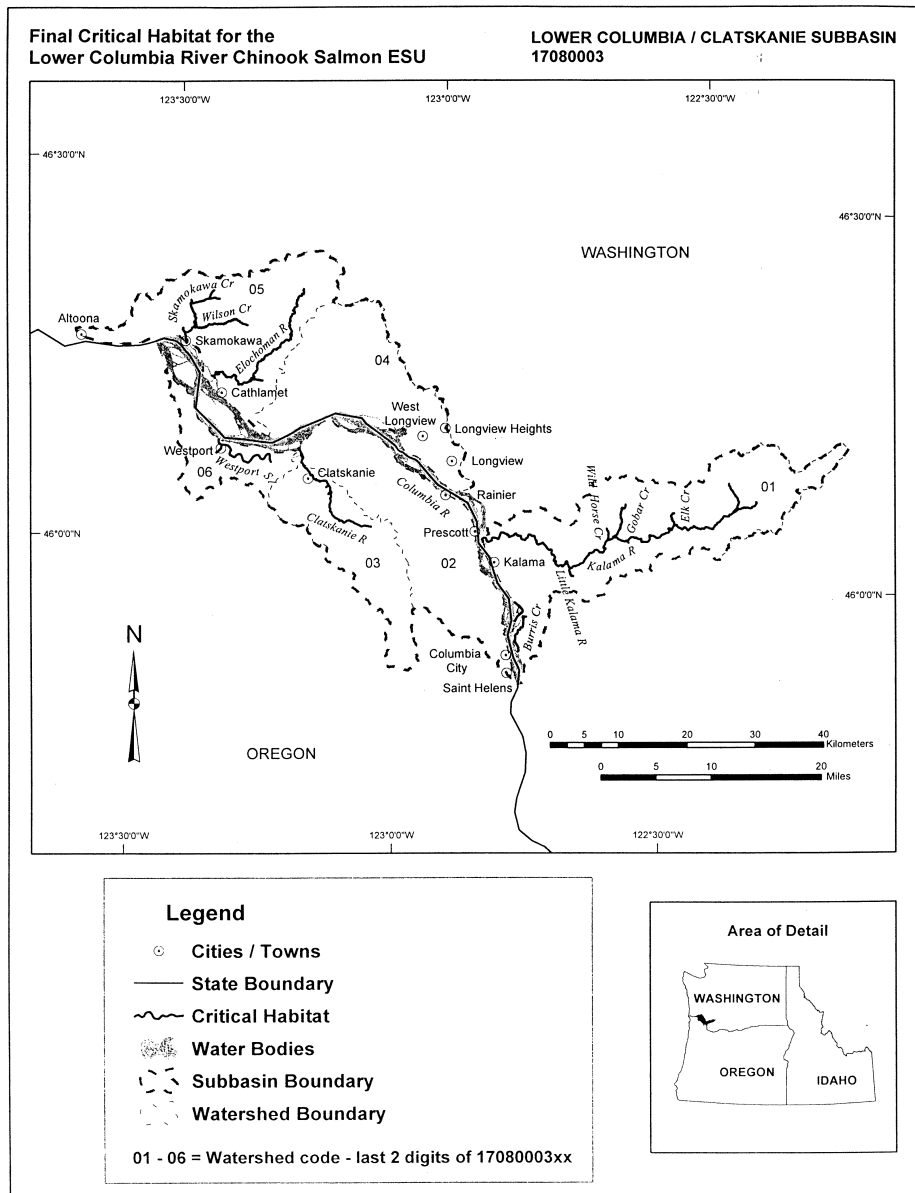 Final Critical Habitat for the
Lower Columbia River Chinook Salmon ESU
LOWER COLUMBIA / CLATSKANIE SUBBASIN
17080003
123°30'0"W
123°0'0"W
122°30'0"W
46°30'0"N
46°30'0"N
WASHINGTON
Skamokawa Cr
05
Wilson Cr
Altoona
Skamokawa
Elochoman R
04
Cathlamet
West
Longview
Longview Heights
Westport
Longview
06
Westport Sl
Clatskanie
Columbia R
Rainier
Wild Horse Cr
Gobar Cr
Elk Cr
01
Clatskanie R
Prescott
46°0'0"N
03
02
Kalama
Kalama R
Little Kalama R
46°0'0"N
Burris Cr
N
Columbia
City
Saint Helens
OREGON
0 5 10 20 30 40
Kilometers
0 5 10 20
Miles
123°30'0"W
123°0'0"W
122°30'0"W
Legend
Cities / Towns
State Boundary
Critical Habitat
Water Bodies
Subbasin Boundary
Watershed Boundary
01 - 06 = Watershed code - last 2 digits of 17080003xx
Area of Detail
WASHINGTON
OREGON
IDAHO